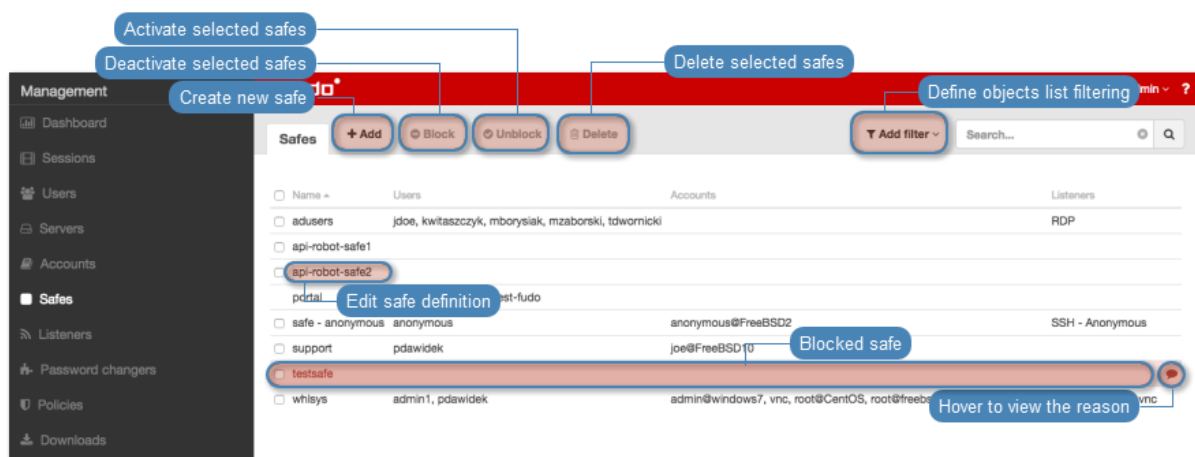 Activate selected safes
Deactivate selected safes
Delete selected safes
Management
Create new safe
Define objects list filtering
?
Dashboard
Safes
+ Add
Block
Unblock
Delete
Add filter
Search...
Sessions
Users
Name
Users
Accounts
Listeners
adusers
jdoe, kwitaszczyk, mborysiak, mzaborski, tdwornicki
RDP
Servers
api-robot-safe1
Accounts
api-robot-safe2
Safes
portal
Edit safe definition
safe - anonymous
anonymous
anonymous@FreeBSD2
SSH - Anonymous
Listeners
support
pdawidek
joe@FreeBSD10
Blocked safe
Password changers
testsafe
Policies
whlsys
admin1, pdawidek
admin@windows7, vnc, root@CentOS,
Hover to view the reason
vnc
Downloads